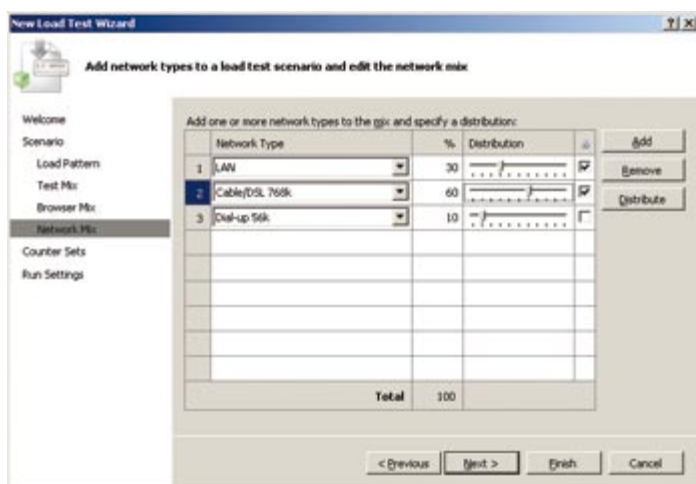 New Load Test Wizard
Add network types to a load test scenario and edit the network mix
Welcome
Scenario
Load Pattern
Test Mix
Browser Mix
Network Mix
Counter Sets
Run Settings
Add one or more network types to the mix and specify a distribution:
Network Type % Distribution
1 LAN 30
2 Cable/DSL 768k 60
3 Dial-up 56k 10
Total 100
Add
Remove
Distribute
< Previous Next > Finish Cancel